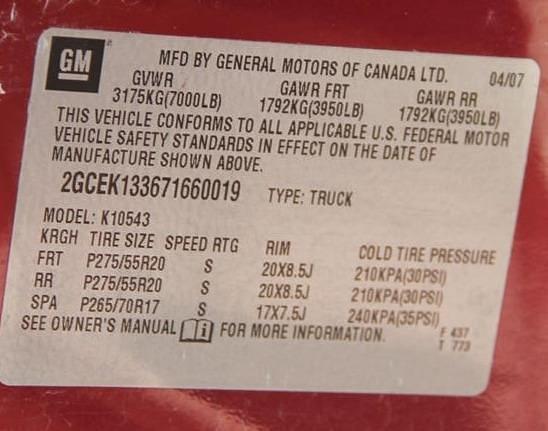 GM
MFD BY GENERAL MOTORS OF CANADA LTD. 04/07
GVWR GAWR FRT GAWR RR
3175KG(7000LB) 1792KG(3950LB) 1792KG(3950LB)
THIS VEHICLE CONFORMS TO ALL APPLICABLE U.S. FEDERAL MOTOR
VEHICLE SAFETY STANDARDS IN EFFECT ON THE DATE OF
MANUFACTURE SHOWN ABOVE.
2GCEK133671660019 TYPE: TRUCK
MODEL: K10543
KRGH TIRE SIZE SPEED RTG RIM COLD TIRE PRESSURE
FRT P275/55R20 S 20X8.5J 210KPA(30PSI)
RR P275/55R20 S 20X8.5J 210KPA(30PSI)
SPA P265/70R17 S 17X7.5J 240KPA(35PSI)
SEE OWNER'S MANUAL i FOR MORE INFORMATION. F 437
T 773